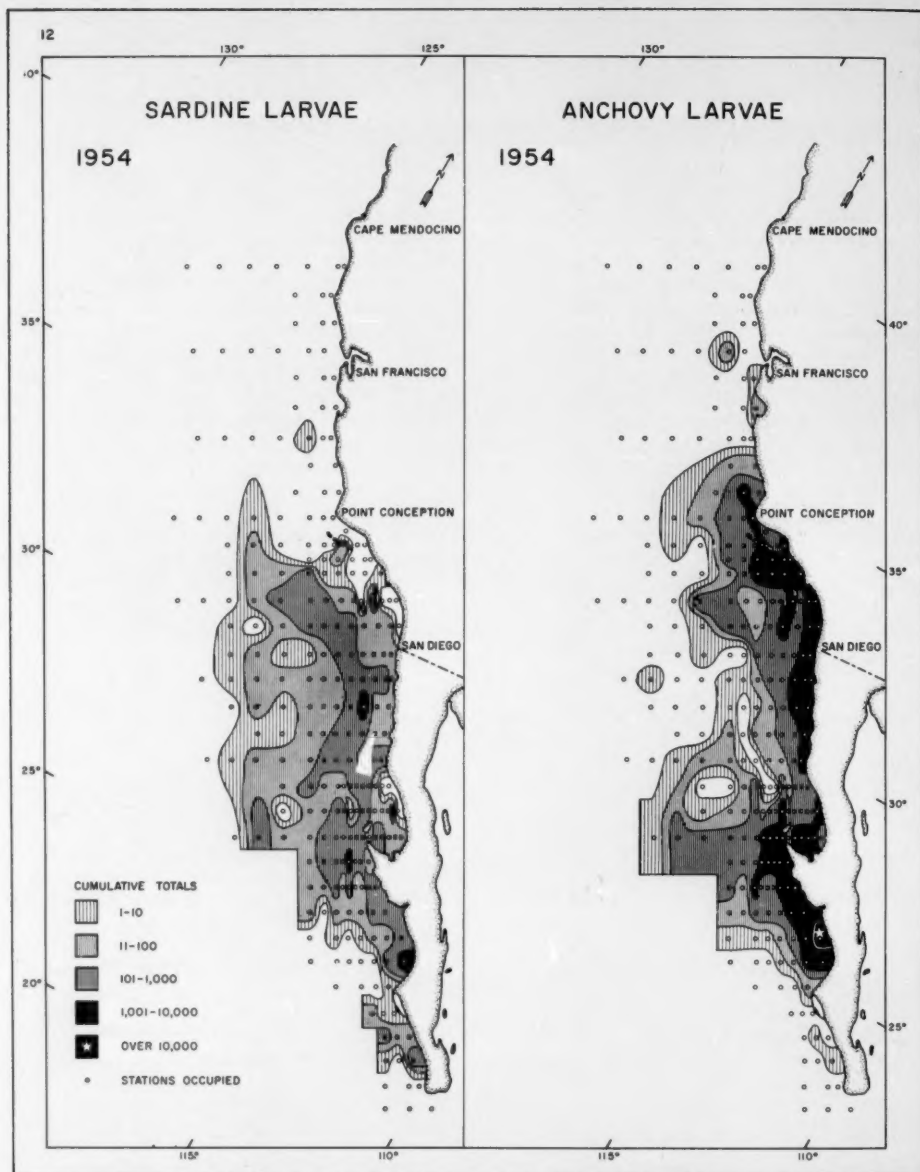 12
130° 125°
130°
40°
SARDINE LARVAE
ANCHOVY LARVAE
1954
1954
N
N
CAPE MENDOCINO
CAPE MENDOCINO
35°
40°
SAN FRANCISCO
SAN FRANCISCO
POINT CONCEPTION
POINT CONCEPTION
30°
35°
SAN DIEGO
SAN DIEGO
25°
30°
CUMULATIVE TOTALS
1-10
11-100
101-1,000
1,001-10,000
OVER 10,000
STATIONS OCCUPIED
20°
25°
115° 110°
115° 110°